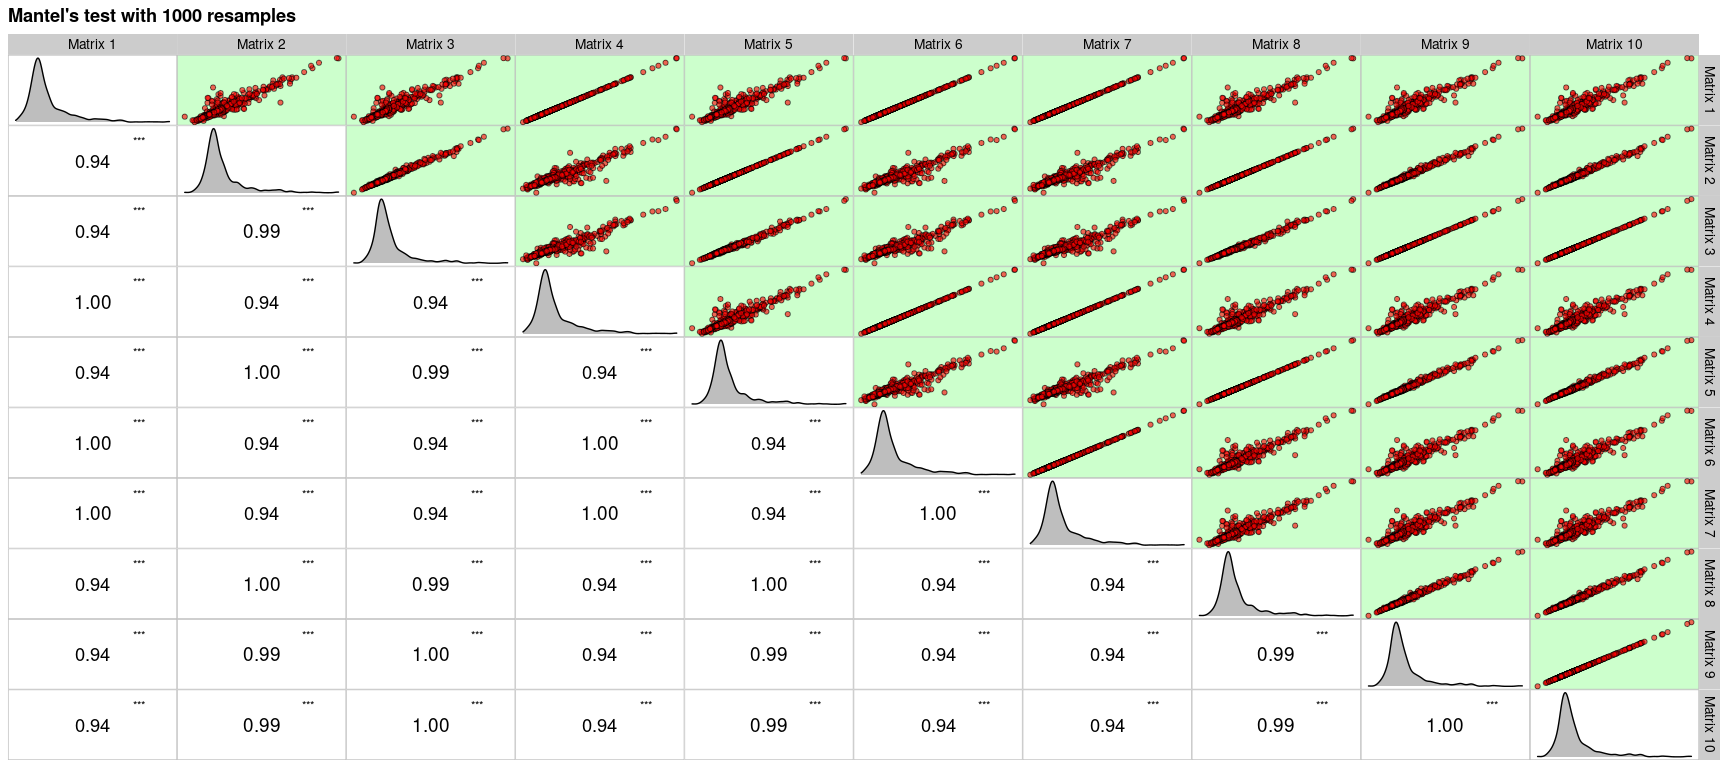 Mantel's test with 1000 resamples
Matrix 1 Matrix 2 Matrix 3 Matrix 4 Matrix 5 Matrix 6 Matrix 7 Matrix 8 Matrix 9 Matrix 10
Matrix 1
***
0.94
Matrix 2
*** ***
0.94 0.99
Matrix 3
*** *** ***
1.00 0.94 0.94
Matrix 4
*** *** *** ***
0.94 1.00 0.99 0.94
Matrix 5
*** *** *** *** ***
1.00 0.94 0.94 1.00 0.94
Matrix 6
*** *** *** *** *** ***
1.00 0.94 0.94 1.00 0.94 1.00
Matrix 7
*** *** *** *** *** *** ***
0.94 1.00 0.99 0.94 1.00 0.94 0.94
Matrix 8
*** *** *** *** *** *** *** ***
0.94 0.99 1.00 0.94 0.99 0.94 0.94 0.99
Matrix 9
*** *** *** *** *** *** *** *** ***
0.94 0.99 1.00 0.94 0.99 0.94 0.94 0.99 1.00
Matrix 10